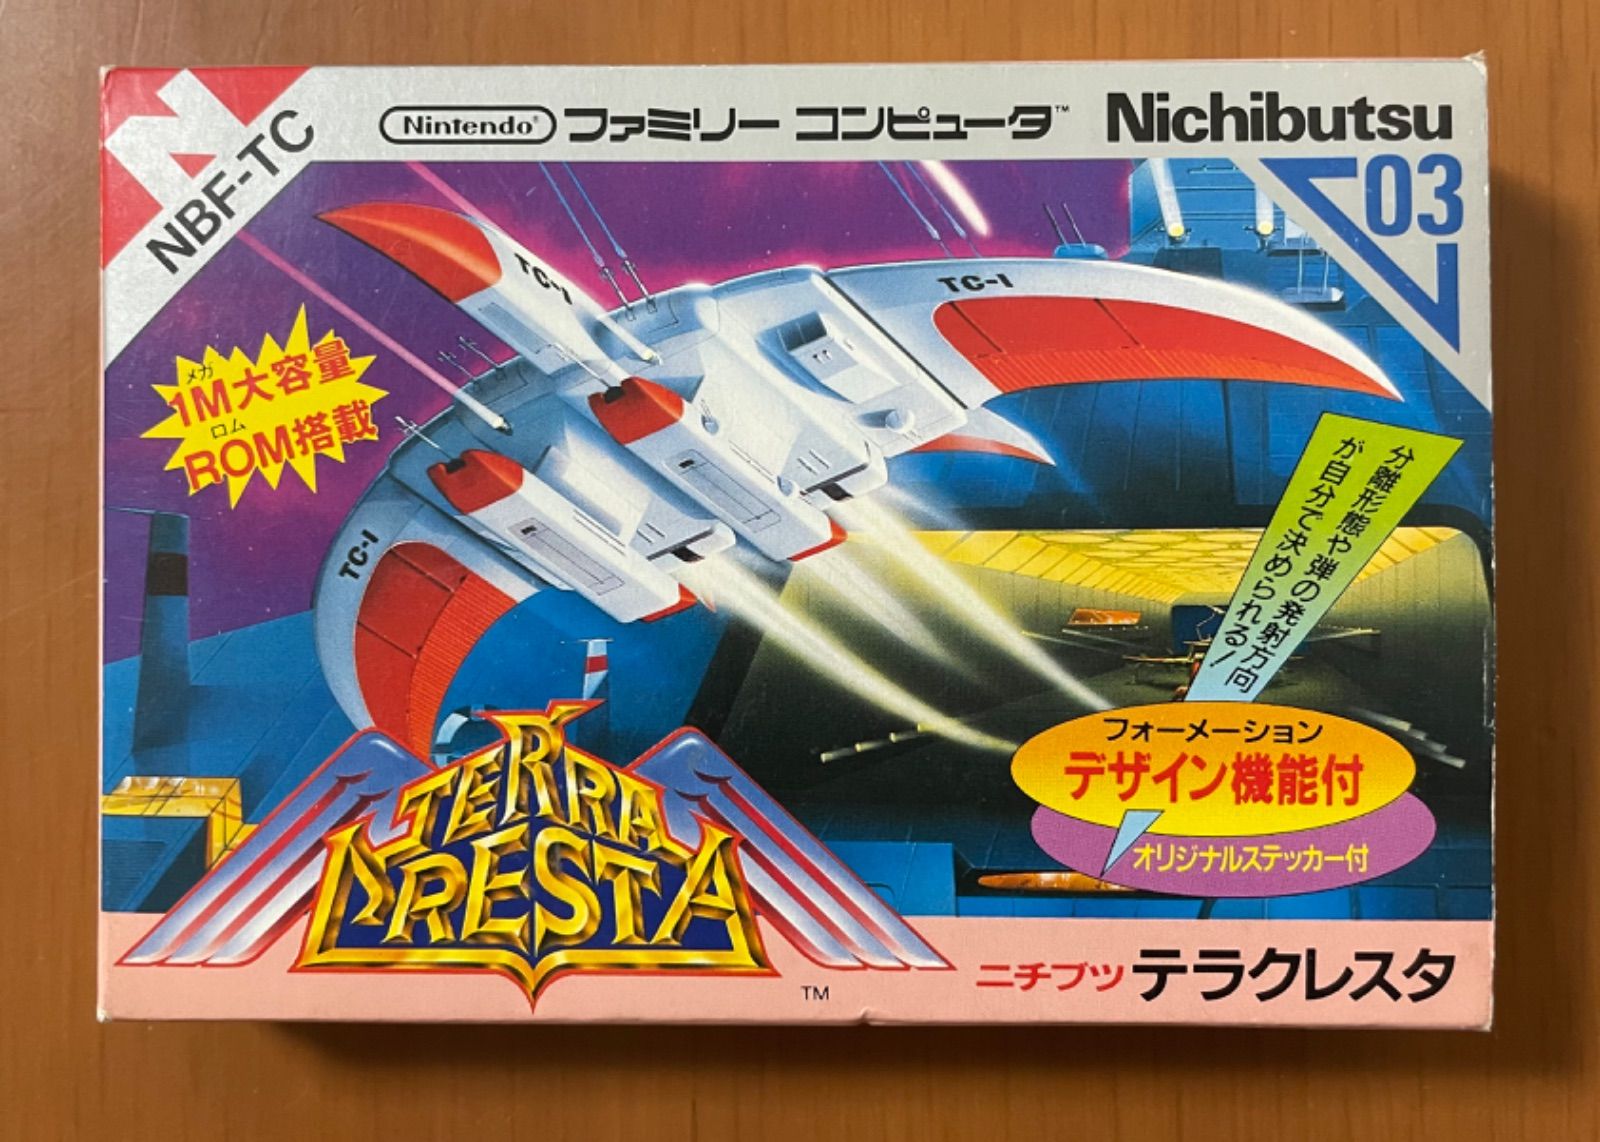 NBF-TC
Nintendo® ファミリー コンピュータ™
Nichibutsu
03
TC-1
TC-1
TC-1
メガ
1M大容量
ロム
ROM搭載
分離形態や弾の発射方向
が自分で決められる!
フォーメーション
デザイン機能付
オリジナルステッカー付
TERRA
CRESTA
TM
ニチブツ テラクレスタ